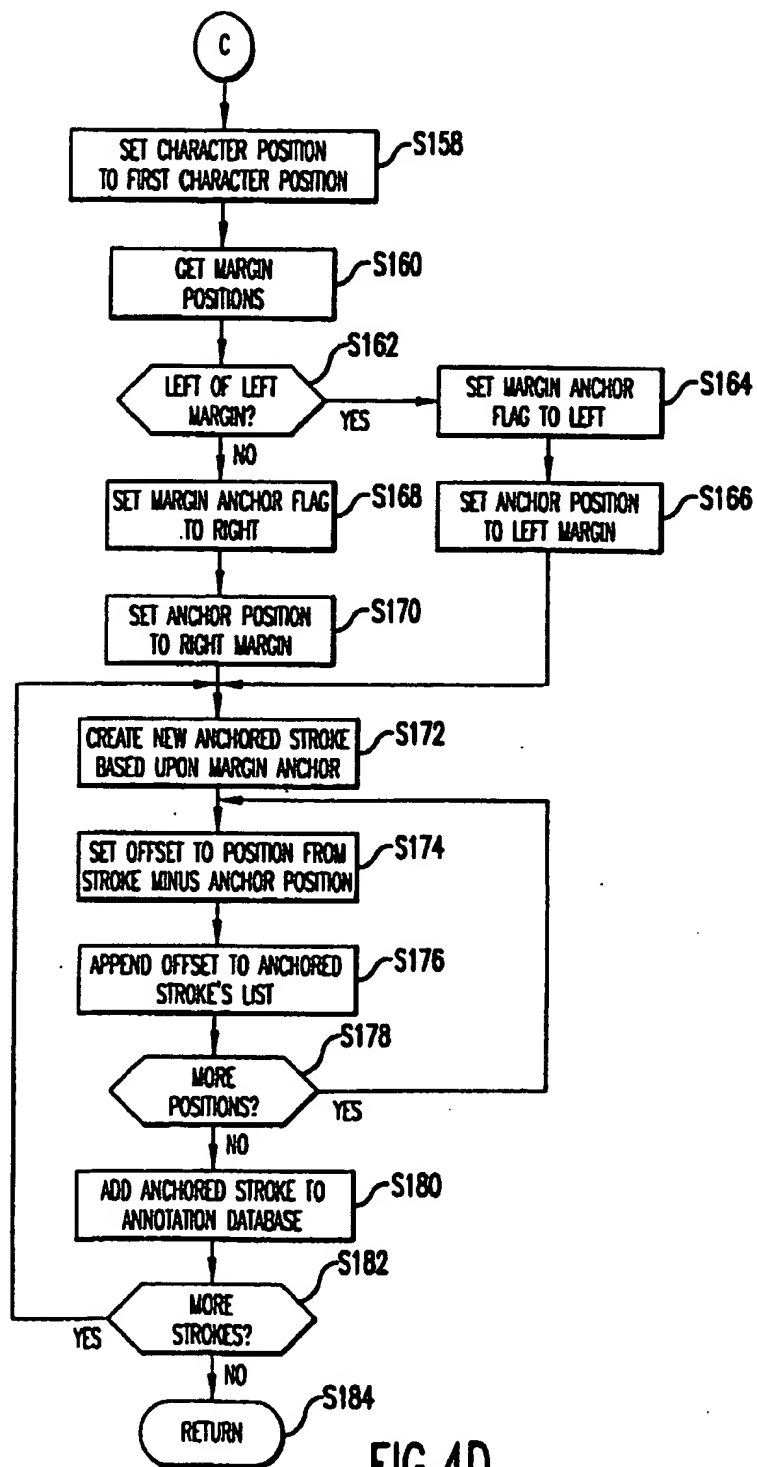 C
SET CHARACTER POSITION
TO FIRST CHARACTER POSITION
S158
GET MARGIN
POSITIONS
S160
LEFT OF LEFT
MARGIN?
S162
YES
SET MARGIN ANCHOR
FLAG TO LEFT
S164
NO
SET MARGIN ANCHOR FLAG
TO RIGHT
S168
SET ANCHOR POSITION
TO LEFT MARGIN
S166
SET ANCHOR POSITION
TO RIGHT MARGIN
S170
CREATE NEW ANCHORED STROKE
BASED UPON MARGIN ANCHOR
S172
SET OFFSET TO POSITION FROM
STROKE MINUS ANCHOR POSITION
S174
APPEND OFFSET TO ANCHORED
STROKE'S LIST
S176
MORE
POSITIONS?
S178
YES
NO
ADD ANCHORED STROKE TO
ANNOTATION DATABASE
S180
MORE
STROKES?
S182
YES
NO
RETURN
S184
FIG.4D